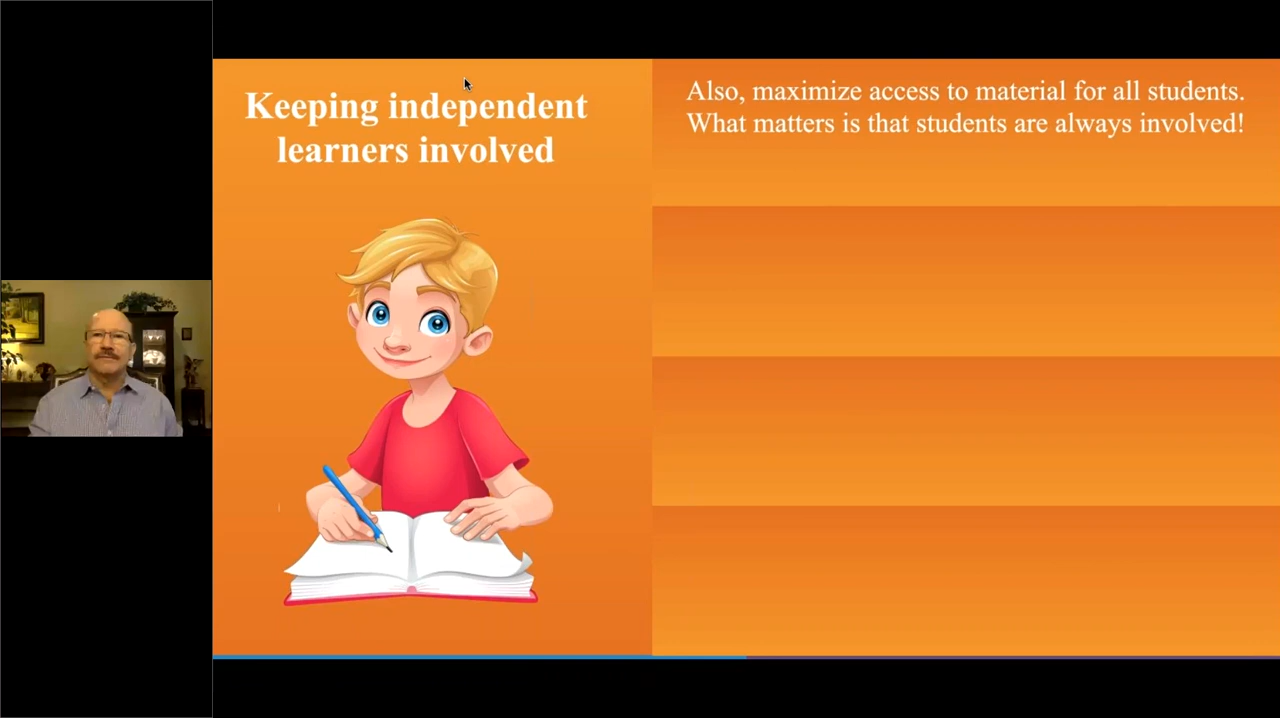 Keeping independent
learners involved
Also, maximize access to material for all students.
What matters is that students are always involved!